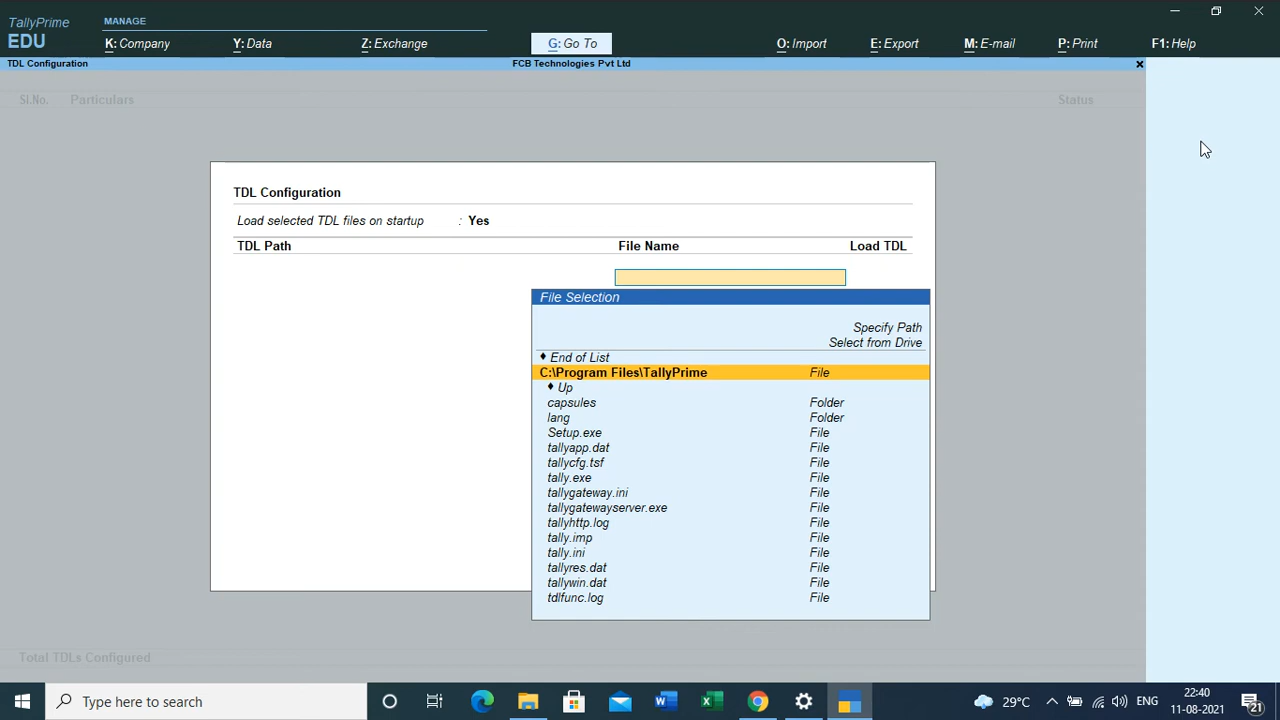 TallyPrime
EDU
MANAGE
K: Company
Y: Data
Z: Exchange
G: Go To
O: Import
E: Export
M: E-mail
P: Print
F1: Help
TDL Configuration
FCB Technologies Pvt Ltd
Sl.No.
Particulars
Status
TDL Configuration
Load selected TDL files on startup : Yes
TDL Path
File Name
Load TDL
File Selection
Specify Path
Select from Drive
♦ End of List
C:\Program Files\TallyPrime File
♦ Up
capsules Folder
lang Folder
Setup.exe File
tallyapp.dat File
tallycfg.tsf File
tally.exe File
tallygateway.ini File
tallygatewayserver.exe File
tallyhttp.log File
tally.imp File
tally.ini File
tallyres.dat File
tallywin.dat File
tdlfunc.log File
Total TDLs Configured
Type here to search
29°C
ENG
22:40
11-08-2021
21